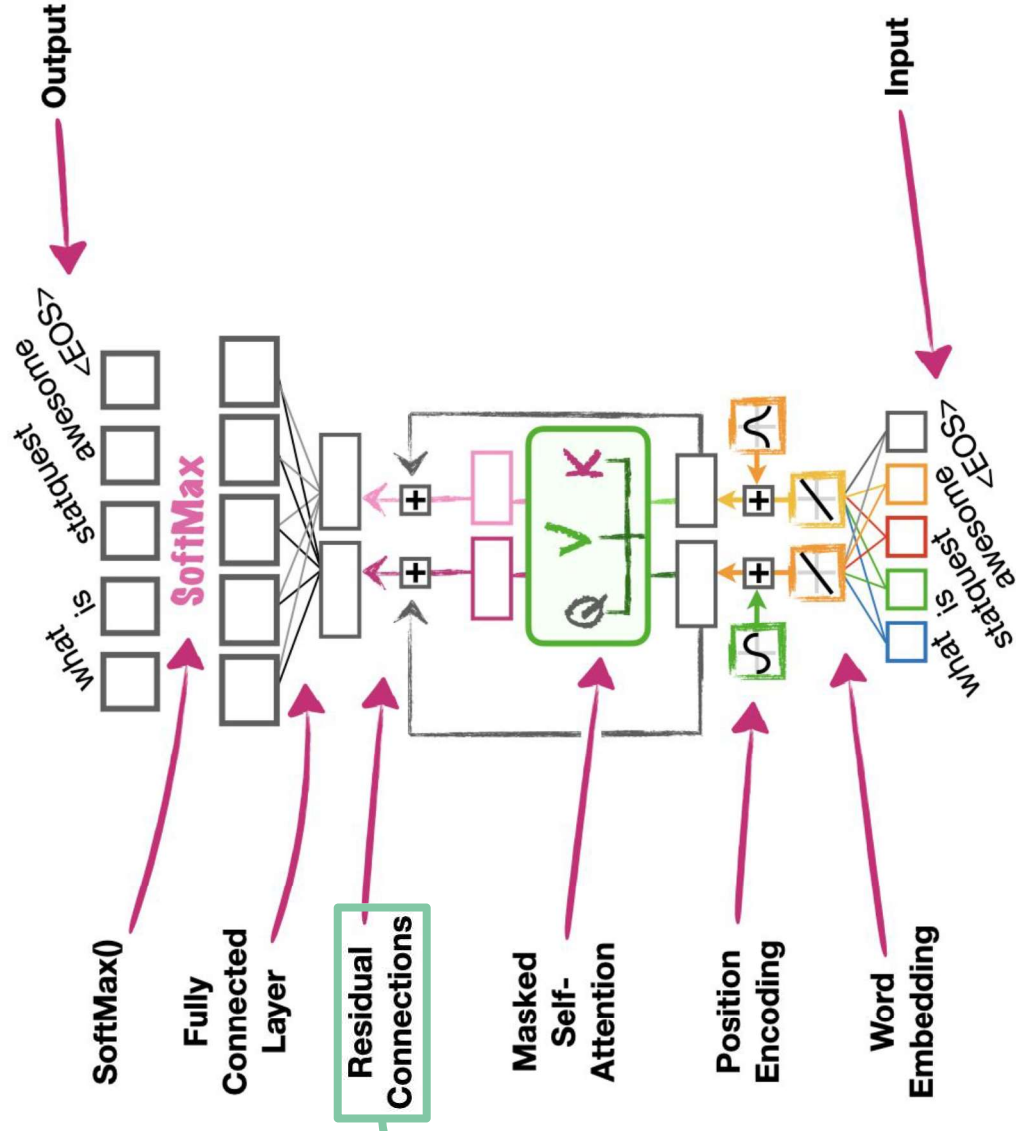 Output
what
is
statquest
awesome
<EOS>
SoftMax()
SoftMax
Fully
Connected
Layer
Residual
Connections
+
+
Masked
Self-
Attention
Q
V
K
Position
Encoding
+
+
Word
Embedding
what
is
statquest
awesome
<EOS>
Input